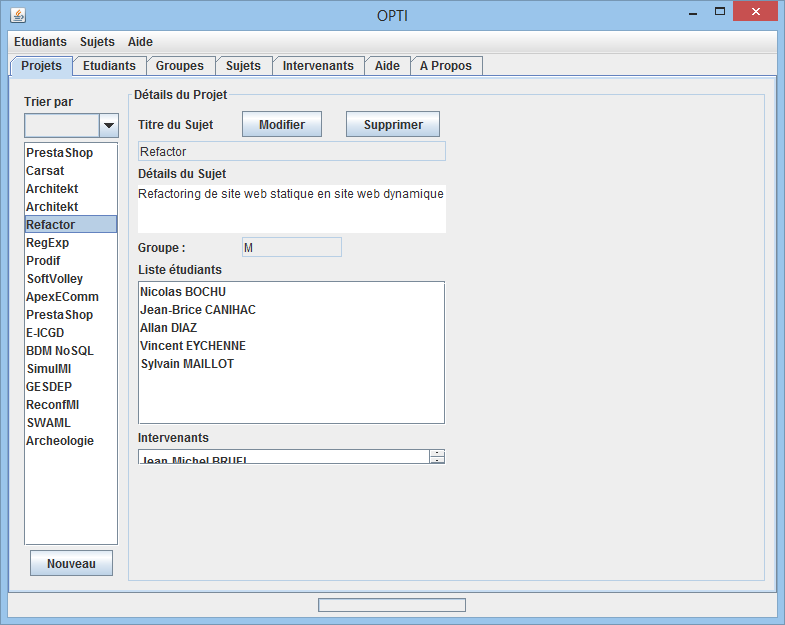 OPTI
Etudiants Sujets Aide
Projets Etudiants Groupes Sujets Intervenants Aide A Propos
Trier par
PrestaShop
Carsat
Architekt
Architekt
Refactor
RegExp
Prodif
SoftVolley
ApexEComm
PrestaShop
E-ICGD
BDM NoSQL
SimulMI
GESDEP
ReconfMI
SWAML
Archeologie
Nouveau
Détails du Projet
Titre du Sujet Modifier Supprimer
Refactor
Détails du Sujet
Refactoring de site web statique en site web dynamique
Groupe : M
Liste étudiants
Nicolas BOCHU
Jean-Brice CANIHAC
Allan DIAZ
Vincent EYCHENNE
Sylvain MAILLOT
Intervenants
Jean-Michel BRUEL